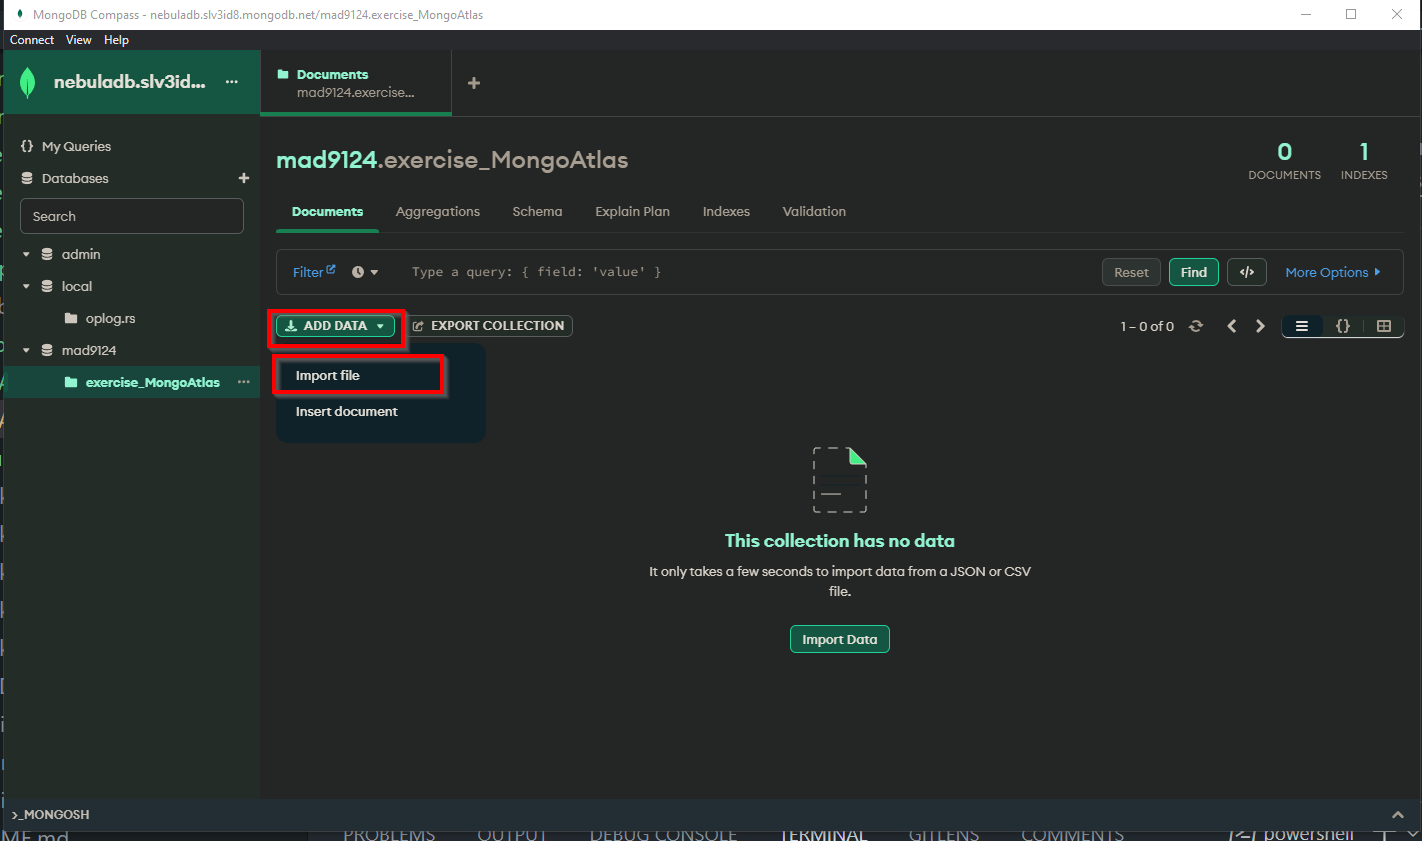 MongoDB Compass - nebuladb.slv3id8.mongodb.net/mad9124.exercise_MongoAtlas
Connect View Help
nebuladb.slv3id... ...
Documents
mad9124.exercise...
{} My Queries
Databases +
Search
admin
local
oplog.rs
mad9124
exercise_MongoAtlas ...
mad9124.exercise_MongoAtlas
0
DOCUMENTS
1
INDEXES
Documents Aggregations Schema Explain Plan Indexes Validation
Filter Type a query: { field: 'value' } Reset Find </> More Options
ADD DATA EXPORT COLLECTION 1 – 0 of 0 {}
Import file
Insert document
This collection has no data
It only takes a few seconds to import data from a JSON or CSV
file.
Import Data
>_MONGOSH
ME.md PROBLEMS OUTPUT DEBUG CONSOLE TERMINAL GITLENS COMMENTS powershell